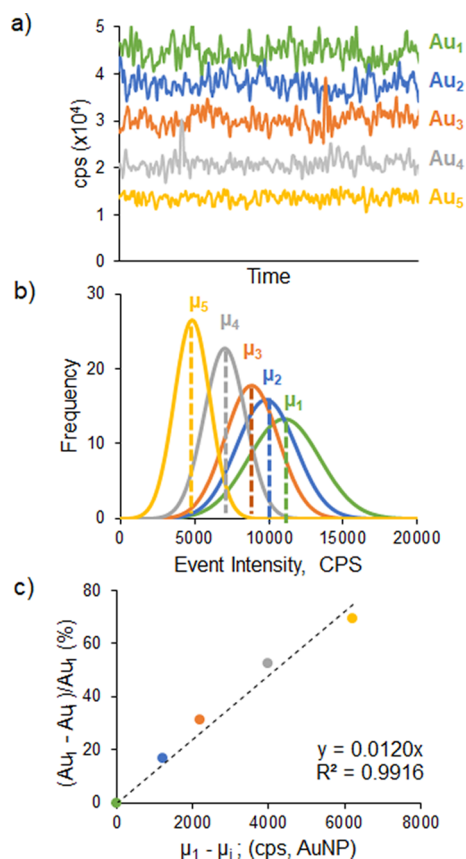 a)
cps (x10⁴)
5
4
3
2
1
0
Au₁
Au₂
Au₃
Au₄
Au₅
Time
b)
Frequency
30
20
10
0
μ₅
μ₄
μ₃
μ₂
μ₁
0 5000 10000 15000 20000
Event Intensity, CPS
c)
(Au₁ - Auᵢ)/Au₁ (%)
80
60
40
20
0
y = 0.0120x
R² = 0.9916
0 2000 4000 6000 8000
μ₁ - μᵢ ; (cps, AuNP)